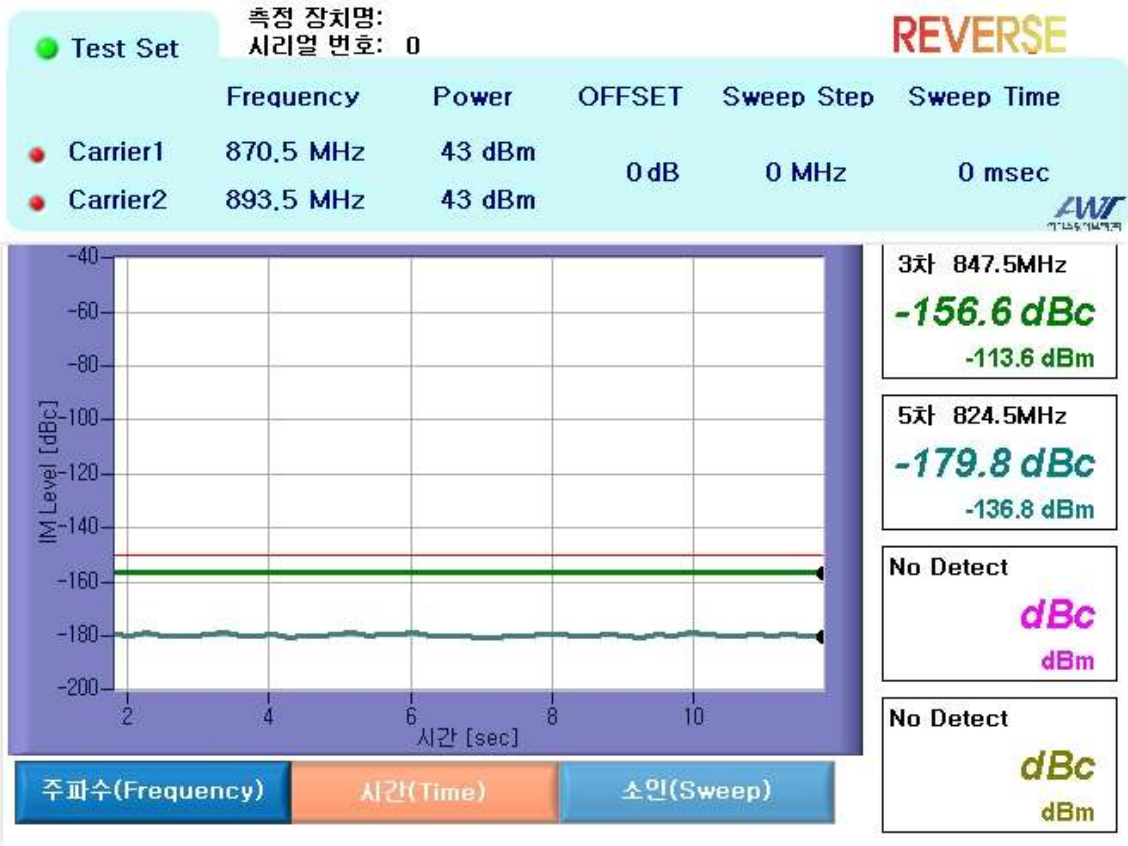 측정 장치명:
시리얼 번호: 0
REVERSE
Test Set
Frequency Power OFFSET Sweep Step Sweep Time
Carrier1 870.5 MHz 43 dBm
0 dB 0 MHz 0 msec
Carrier2 893.5 MHz 43 dBm
AWT
-40
-60
-80
-100
-120
-140
-160
-180
-200
IM Level [dBc]
2 4 6 8 10
시간 [sec]
3차 847.5MHz
-156.6 dBc
-113.6 dBm
5차 824.5MHz
-179.8 dBc
-136.8 dBm
No Detect
dBc
dBm
No Detect
dBc
dBm
주파수(Frequency) 시간(Time) 소인(Sweep)